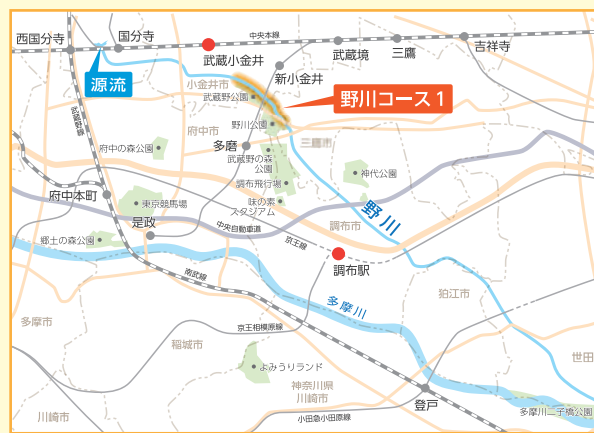 西国分寺
国分寺
中央本線
武蔵小金井
武蔵境
三鷹
吉祥寺
源流
新小金井
小金井市
武蔵野公園
野川コース1
武蔵野線
府中市
野川公園
三鷹市
府中の森公園
多磨
武蔵野の森
公園
神代公園
調布飛行場
府中本町
東京競馬場
味の素
スタジアム
野川
是政
中央自動車道
調布市
郷土の森公園
京王線
調布駅
南武線
多摩川
狛江市
多摩市
京王相模原線
稲城市
世田
よみうりランド
神奈川県
川崎市
登戸
川崎市
小田急小田原線
多摩川二子橋公園